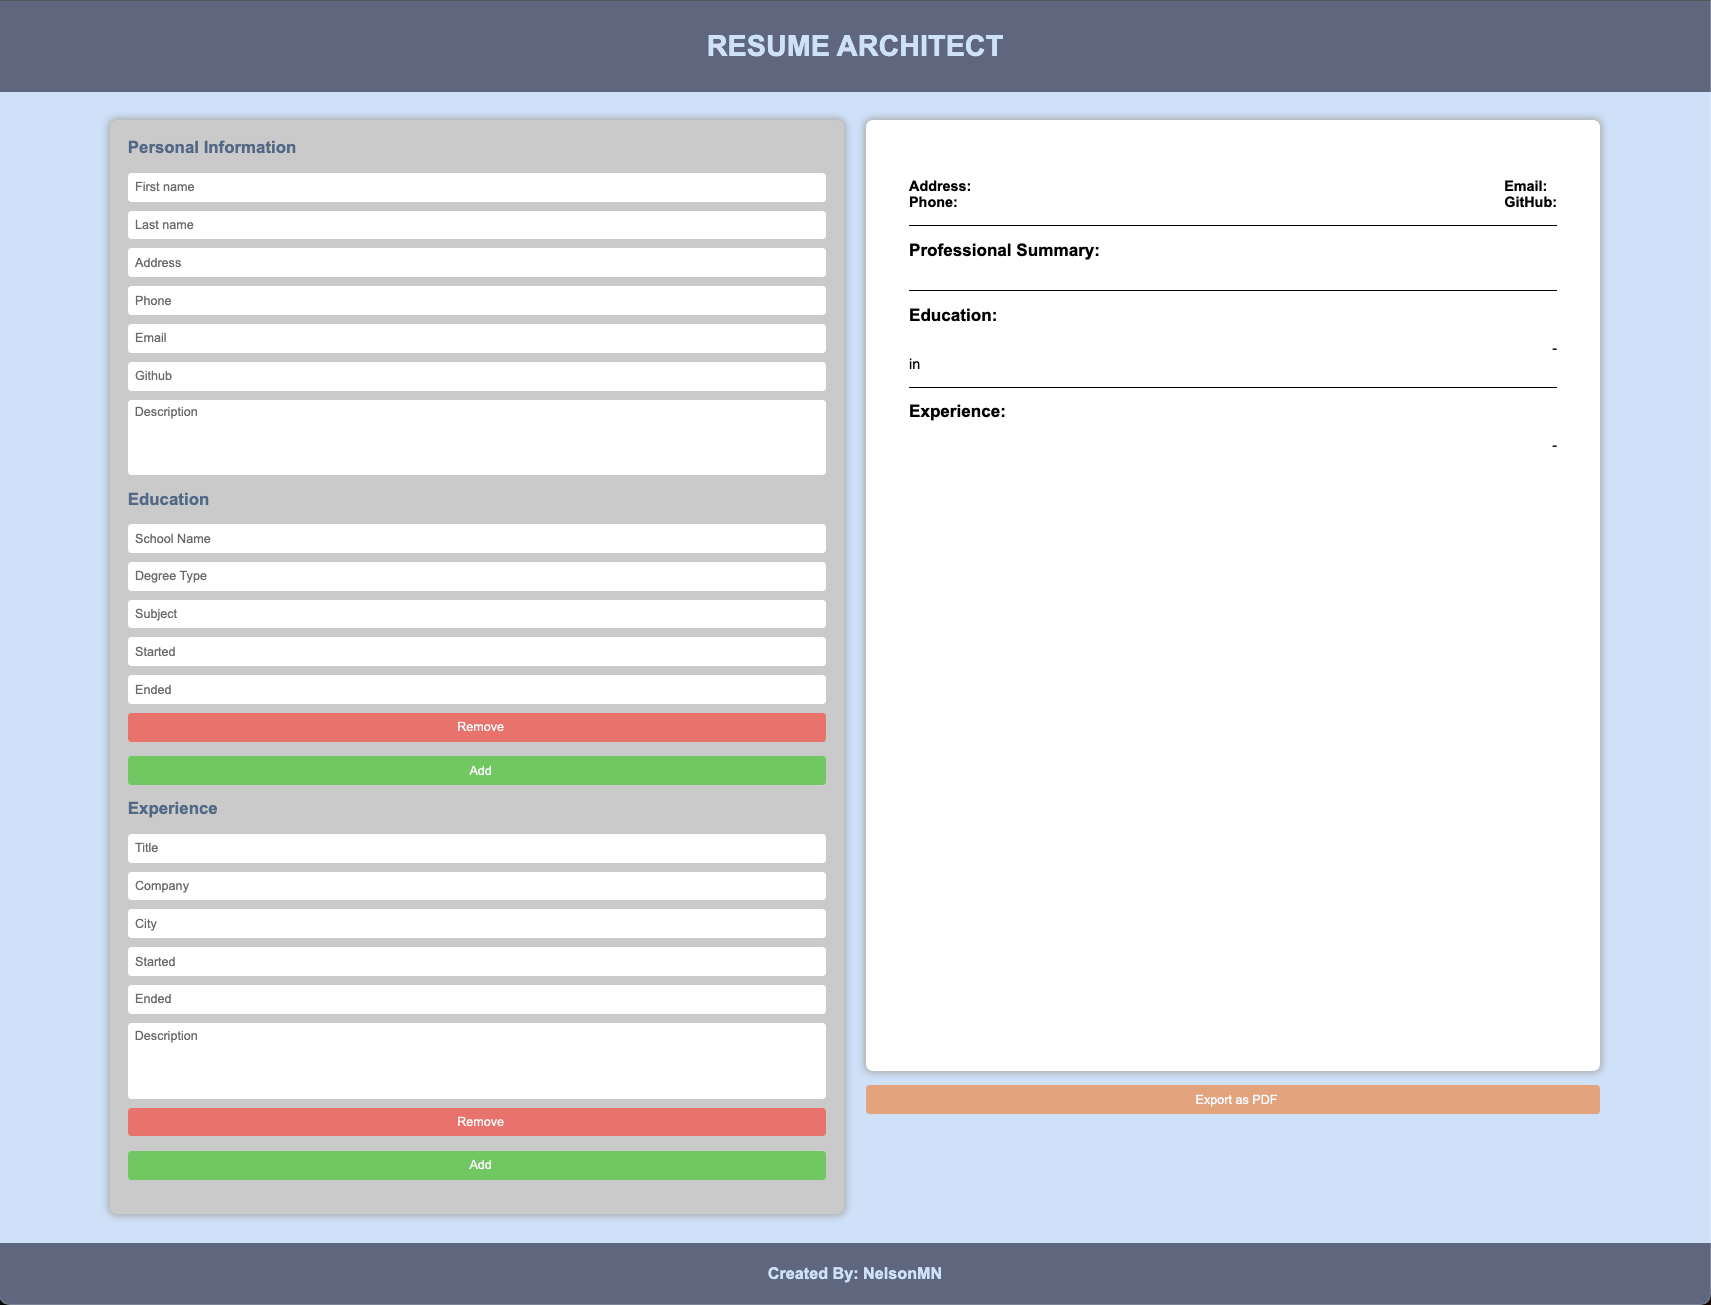 RESUME ARCHITECT
Personal Information
First name
Last name
Address
Phone
Email
Github
Description
Education
School Name
Degree Type
Subject
Started
Ended
Remove
Add
Experience
Title
Company
City
Started
Ended
Description
Remove
Add
Address: Email:
Phone: GitHub:
Professional Summary:
Education:
-
in
Experience:
-
Export as PDF
Created By: NelsonMN